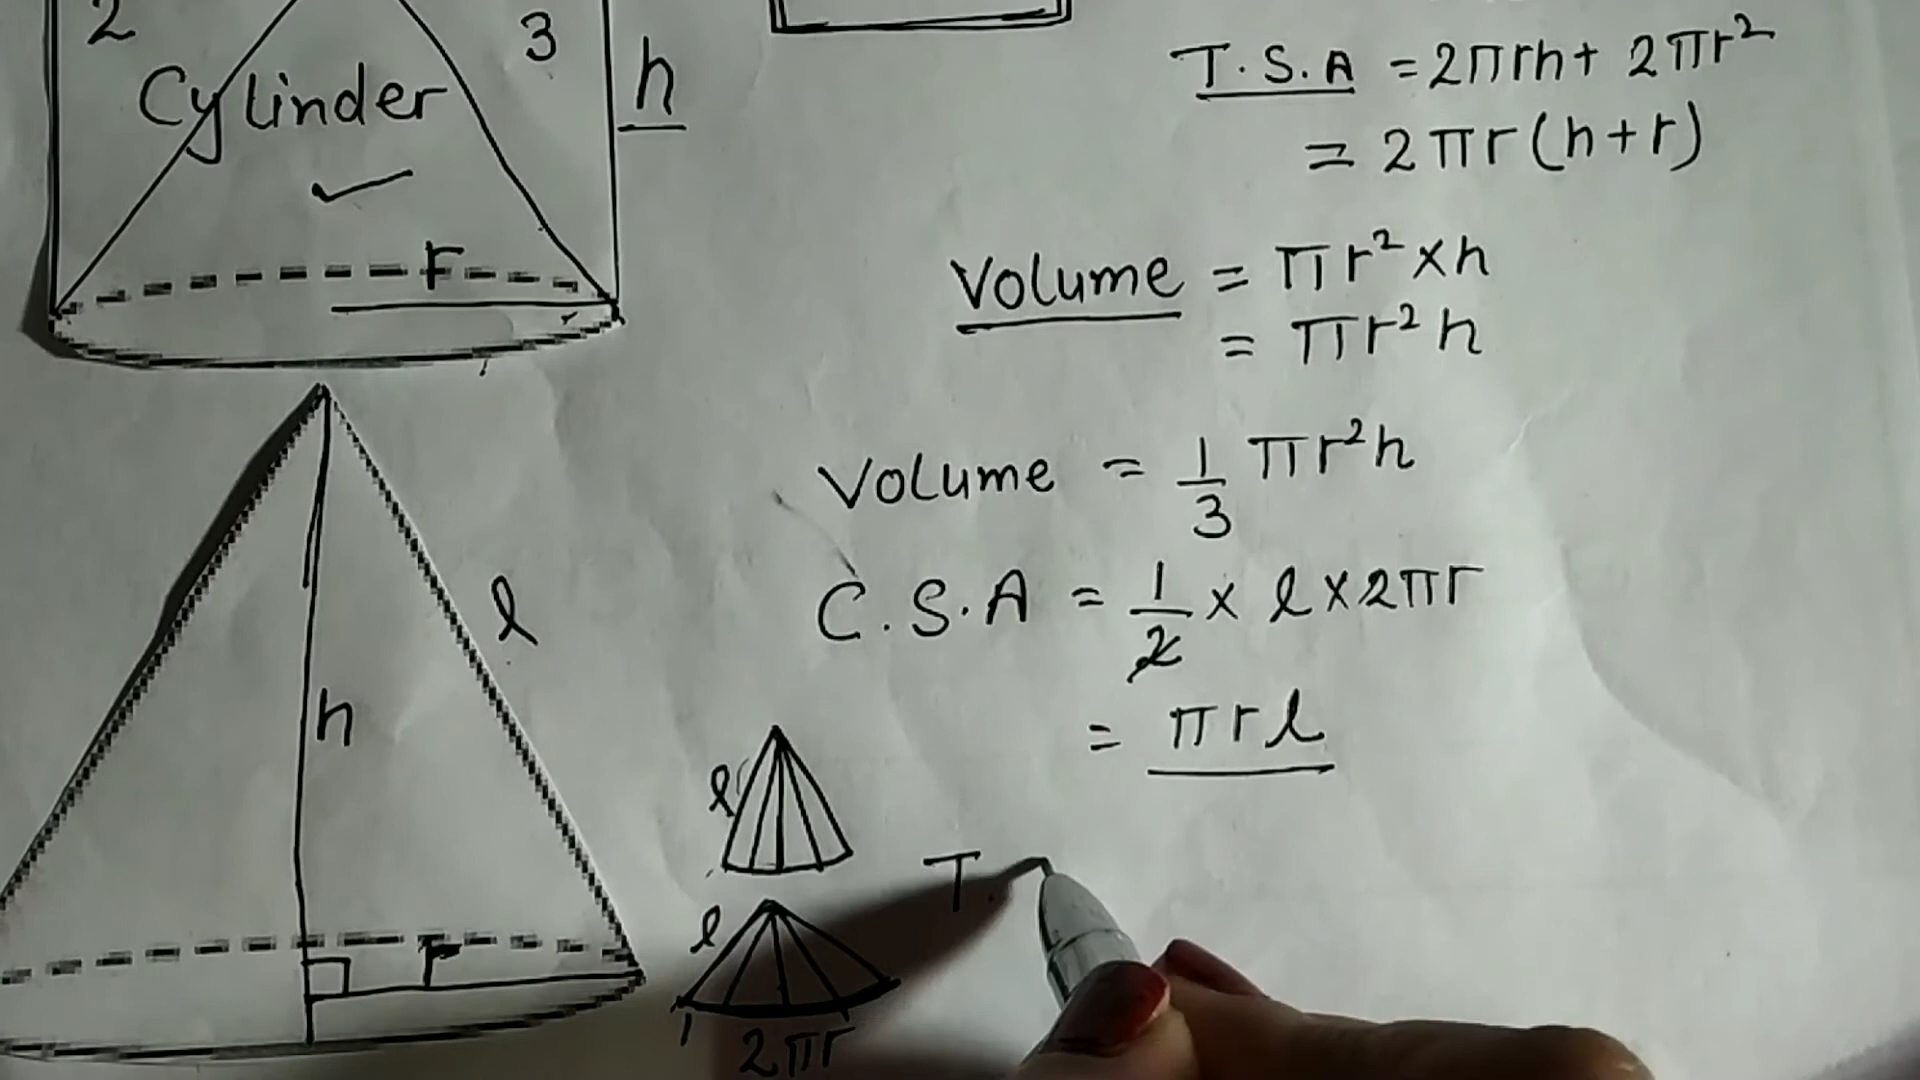 2
3
Cylinder
h
r
T.S.A = 2πrh + 2πr²
= 2πr(h+r)
Volume = πr² × h
= πr²h
Volume = 1/3 πr²h
C.S.A = 1/2 × l × 2πr
= πrl
l
h
r
l
l
2πr
T.